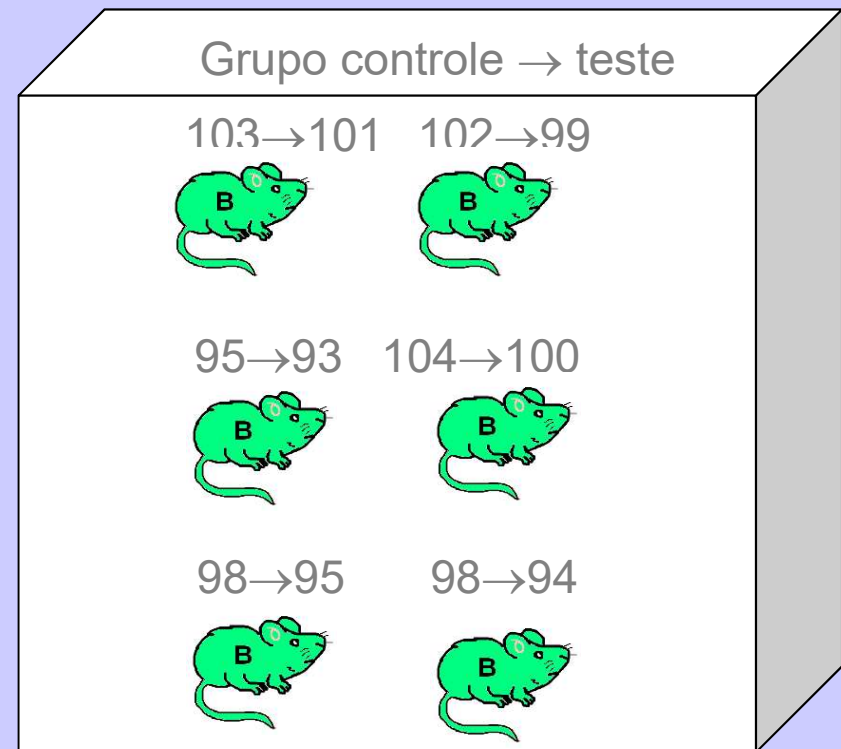 Grupo controle → teste
103→101 102→99
B B
95→93 104→100
B B
98→95 98→94
B B